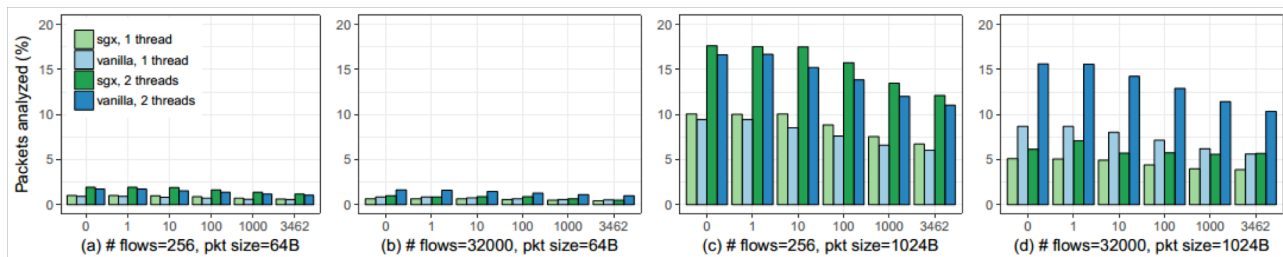 Packets analyzed (%)
20
15
10
5
0
sgx, 1 thread
vanilla, 1 thread
sgx, 2 threads
vanilla, 2 threads
0 1 10 100 1000 3462
(a) # flows=256, pkt size=64B
20
15
10
5
0
0 1 10 100 1000 3462
(b) # flows=32000, pkt size=64B
20
15
10
5
0
0 1 10 100 1000 3462
(c) # flows=256, pkt size=1024B
20
15
10
5
0
0 1 10 100 1000 3462
(d) # flows=32000, pkt size=1024B